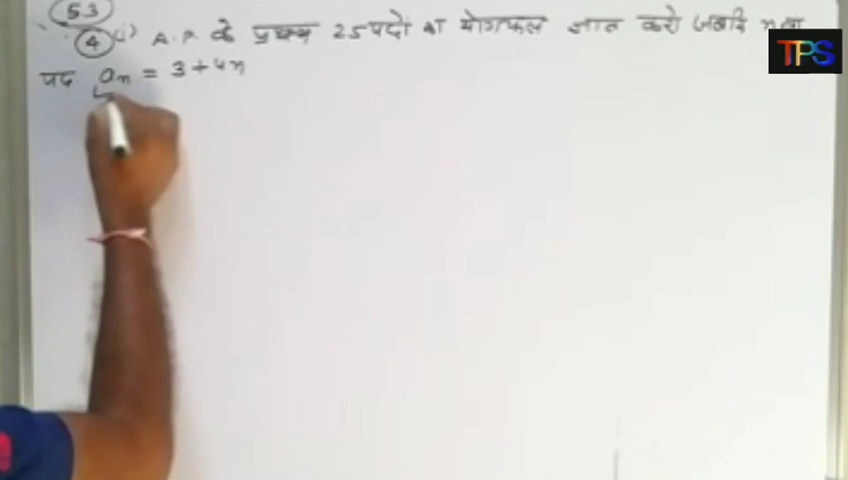 53
4 (i) A.P. के प्रथम 25 पदों का योगफल ज्ञात करो जबकि n वा
TPS
पद an = 3 + 4n